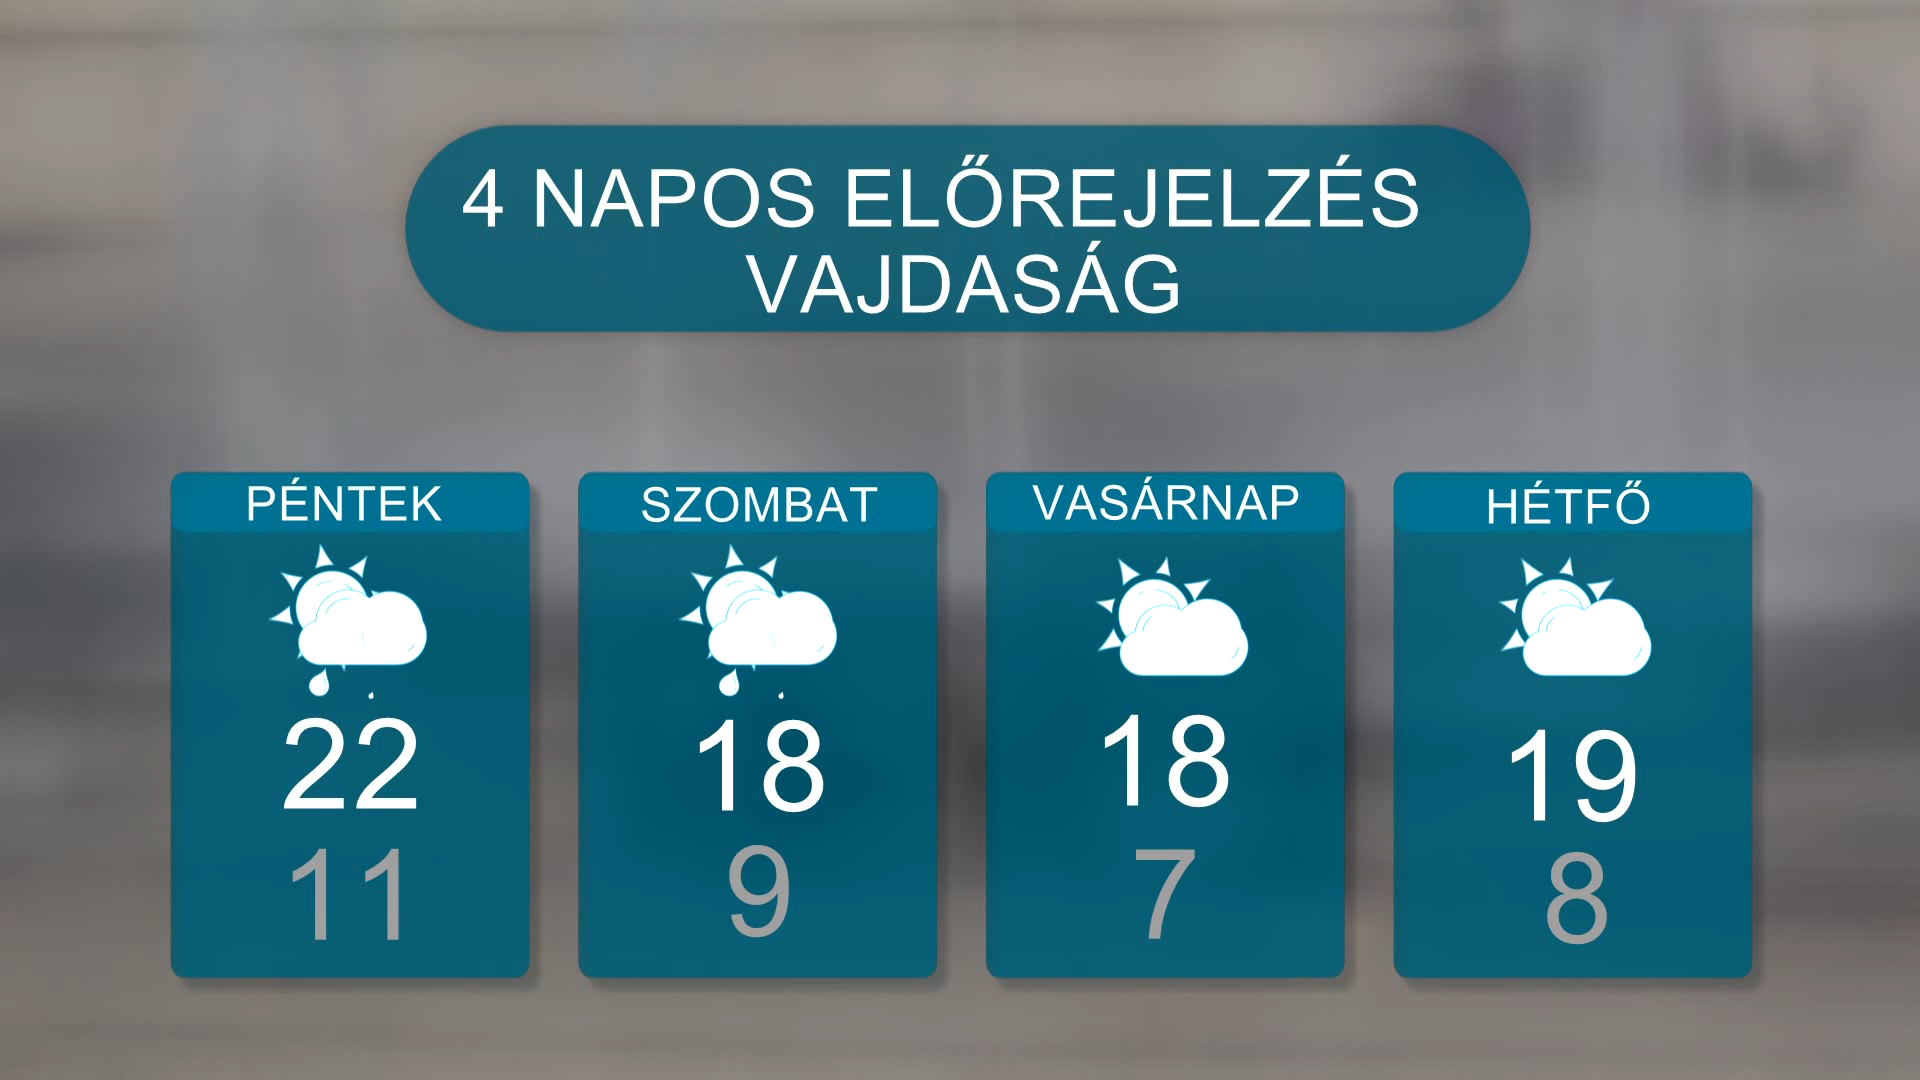 4 NAPOS ELŐREJELZÉS
VAJDASÁG
PÉNTEK
22
11
SZOMBAT
18
9
VASÁRNAP
18
7
HÉTFŐ
19
8